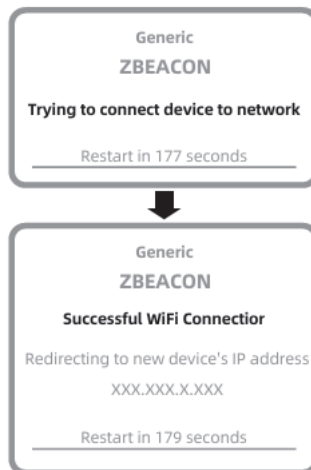 Generic
ZBEACON
Trying to connect device to network
Restart in 177 seconds
Generic
ZBEACON
Successful WiFi Connectior
Redirecting to new device's IP address
XXX.XXX.X.XXX
Restart in 179 seconds